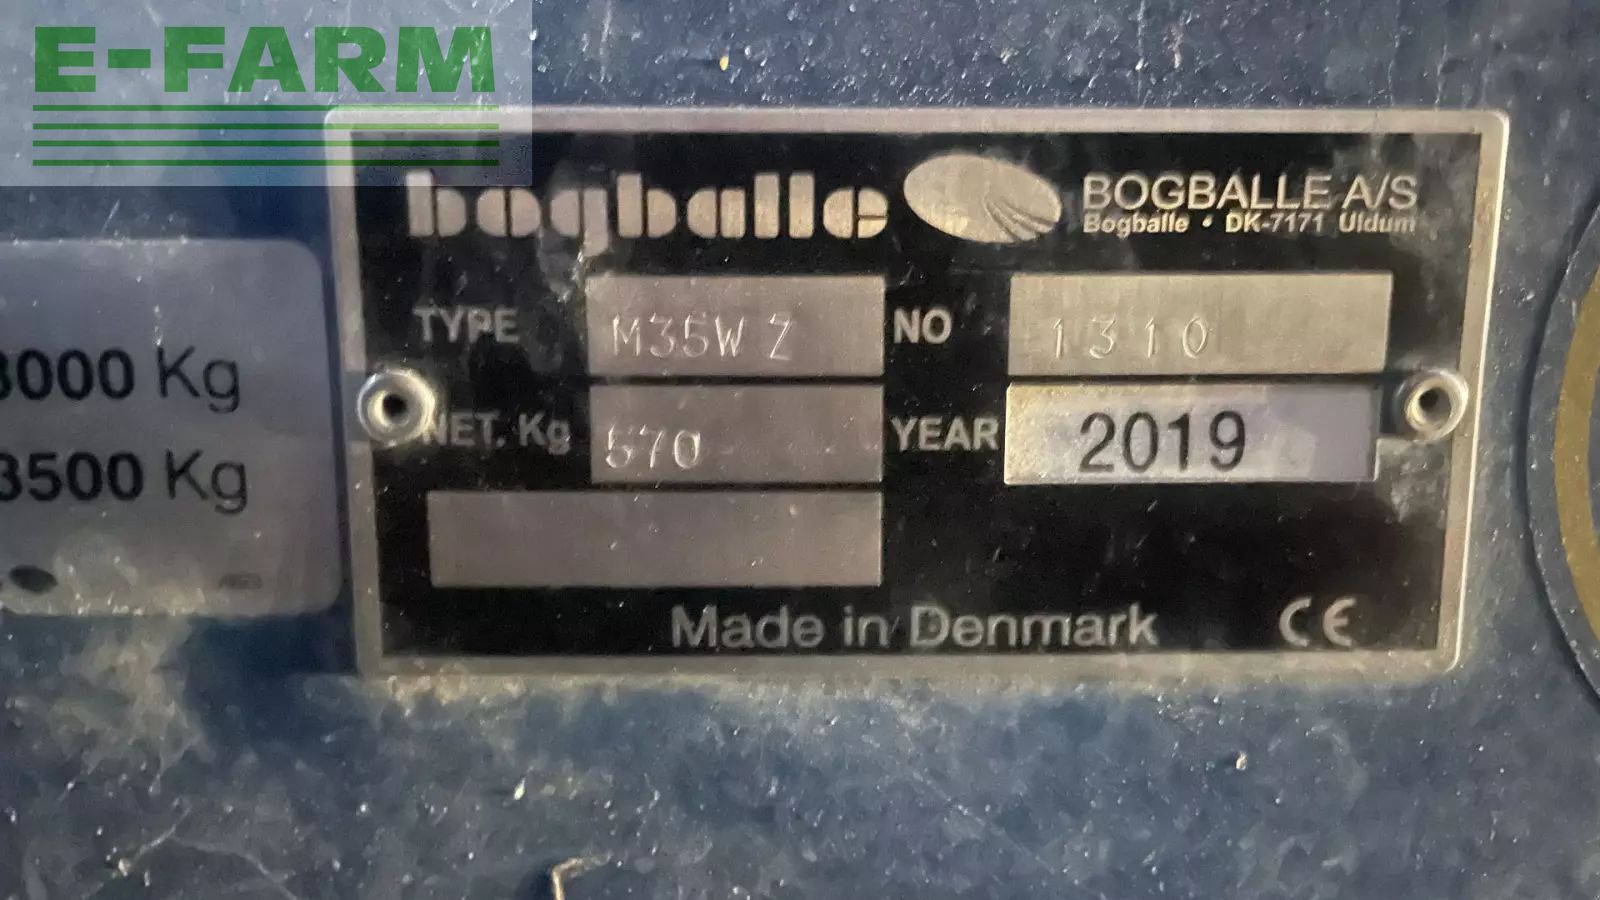 E-FARM
bogballe
BOGBALLE A/S
Bogballe · DK-7171 Uldum
TYPE M35W Z NO 1310
NET. Kg 570 YEAR 2019
Made in Denmark CE
3000 Kg
3500 Kg